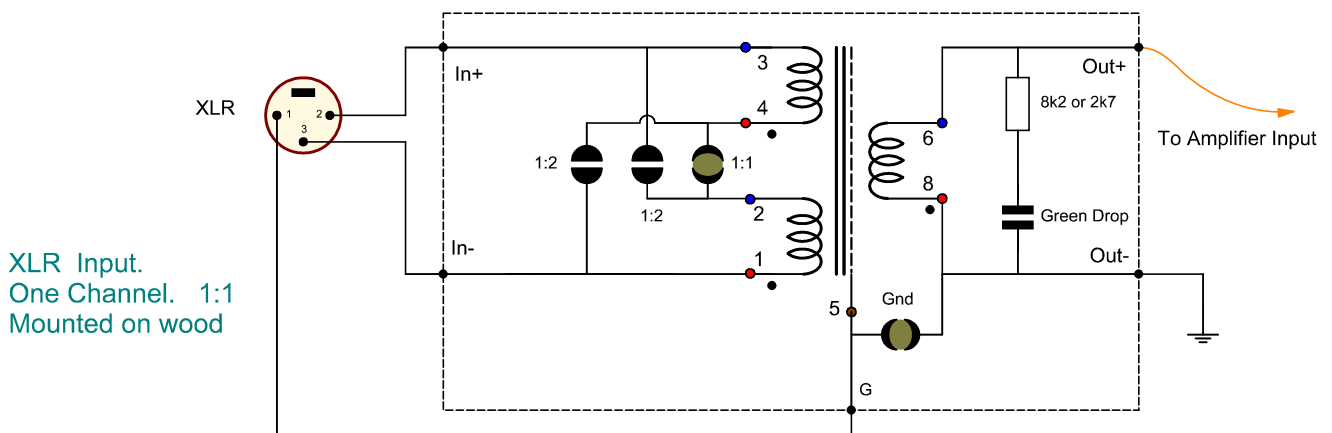 XLR
1
2
3
In+
In-
3
4
1:2
1:1
1:2
2
1
6
8
5
Gnd
G
Out+
8k2 or 2k7
Green Drop
Out-
To Amplifier Input
XLR Input.
One Channel. 1:1
Mounted on wood